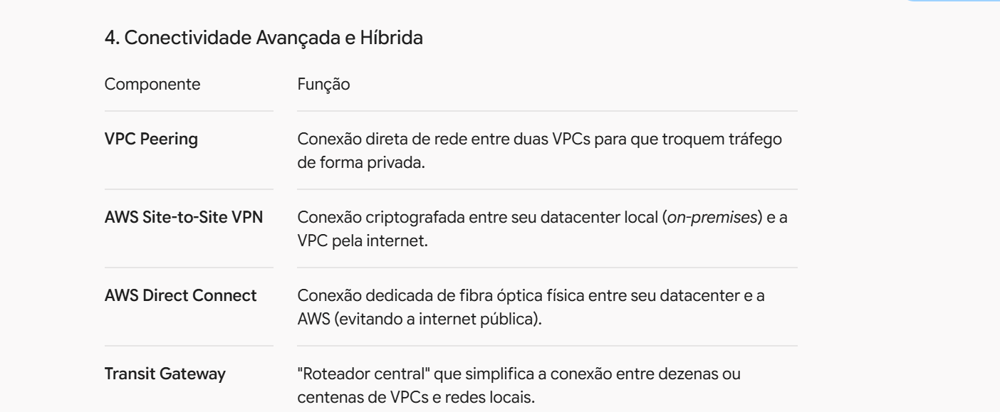 4. Conectividade Avançada e Híbrida
Componente
Função
VPC Peering
Conexão direta de rede entre duas VPCs para que troquem tráfego
de forma privada.
AWS Site-to-Site VPN
Conexão criptografada entre seu datacenter local (on-premises) e a
VPC pela internet.
AWS Direct Connect
Conexão dedicada de fibra óptica física entre seu datacenter e a
AWS (evitando a internet pública).
Transit Gateway
"Roteador central" que simplifica a conexão entre dezenas ou
centenas de VPCs e redes locais.